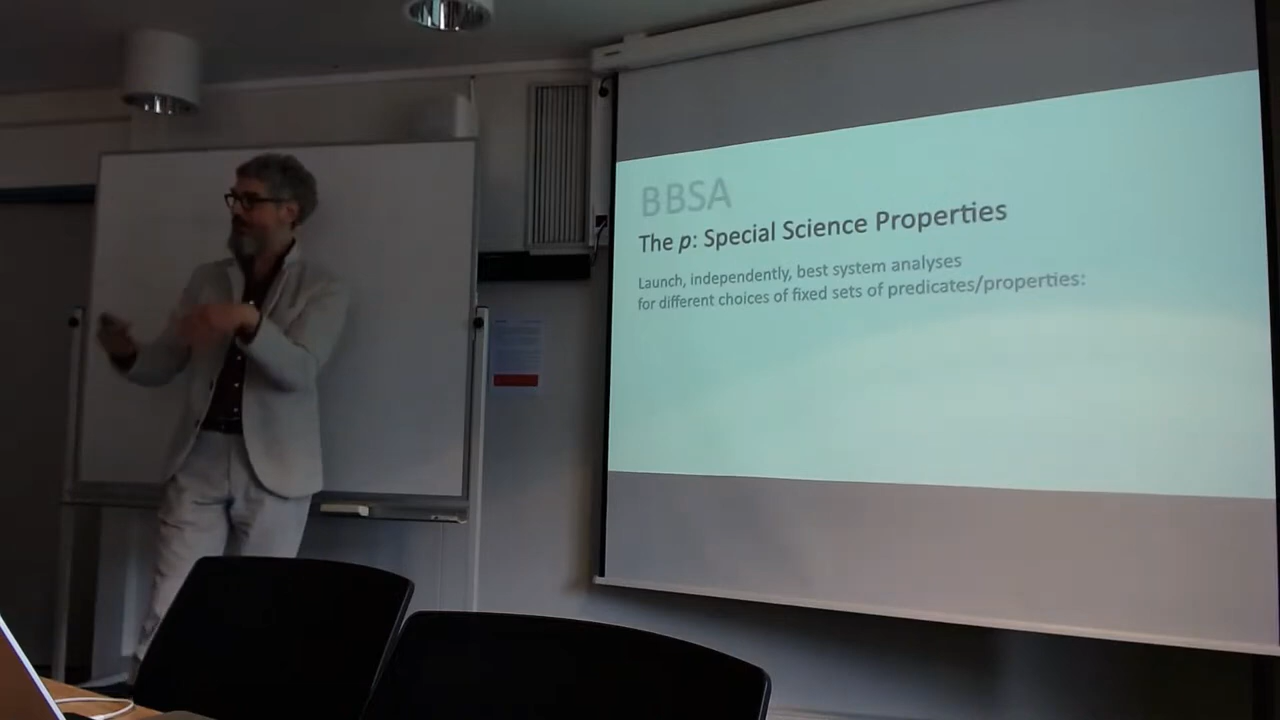 BBSA
The p: Special Science Properties
Launch, independently, best system analyses
for different choices of fixed sets of predicates/properties: